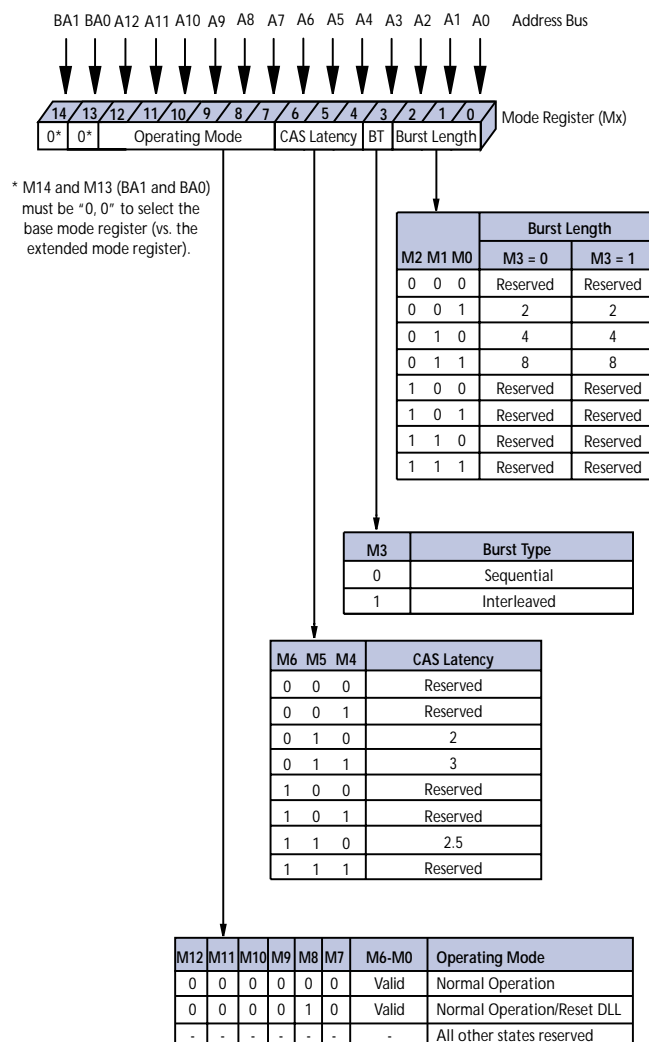 BA1 BA0 A12 A11 A10 A9 A8 A7 A6 A5 A4 A3 A2 A1 A0 Address Bus
14 13 12 11 10 9 8 7 6 5 4 3 2 1 0 Mode Register (Mx)
0* 0* Operating Mode CAS Latency BT Burst Length
* M14 and M13 (BA1 and BA0)
must be "0, 0" to select the
base mode register (vs. the
extended mode register).
Burst Length
M2 M1 M0 M3 = 0 M3 = 1
0 0 0 Reserved Reserved
0 0 1 2 2
0 1 0 4 4
0 1 1 8 8
1 0 0 Reserved Reserved
1 0 1 Reserved Reserved
1 1 0 Reserved Reserved
1 1 1 Reserved Reserved
M3 Burst Type
0 Sequential
1 Interleaved
M6 M5 M4 CAS Latency
0 0 0 Reserved
0 0 1 Reserved
0 1 0 2
0 1 1 3
1 0 0 Reserved
1 0 1 Reserved
1 1 0 2.5
1 1 1 Reserved
M12 M11 M10 M9 M8 M7 M6-M0 Operating Mode
0 0 0 0 0 0 Valid Normal Operation
0 0 0 0 1 0 Valid Normal Operation/Reset DLL
- - - - - - - All other states reserved